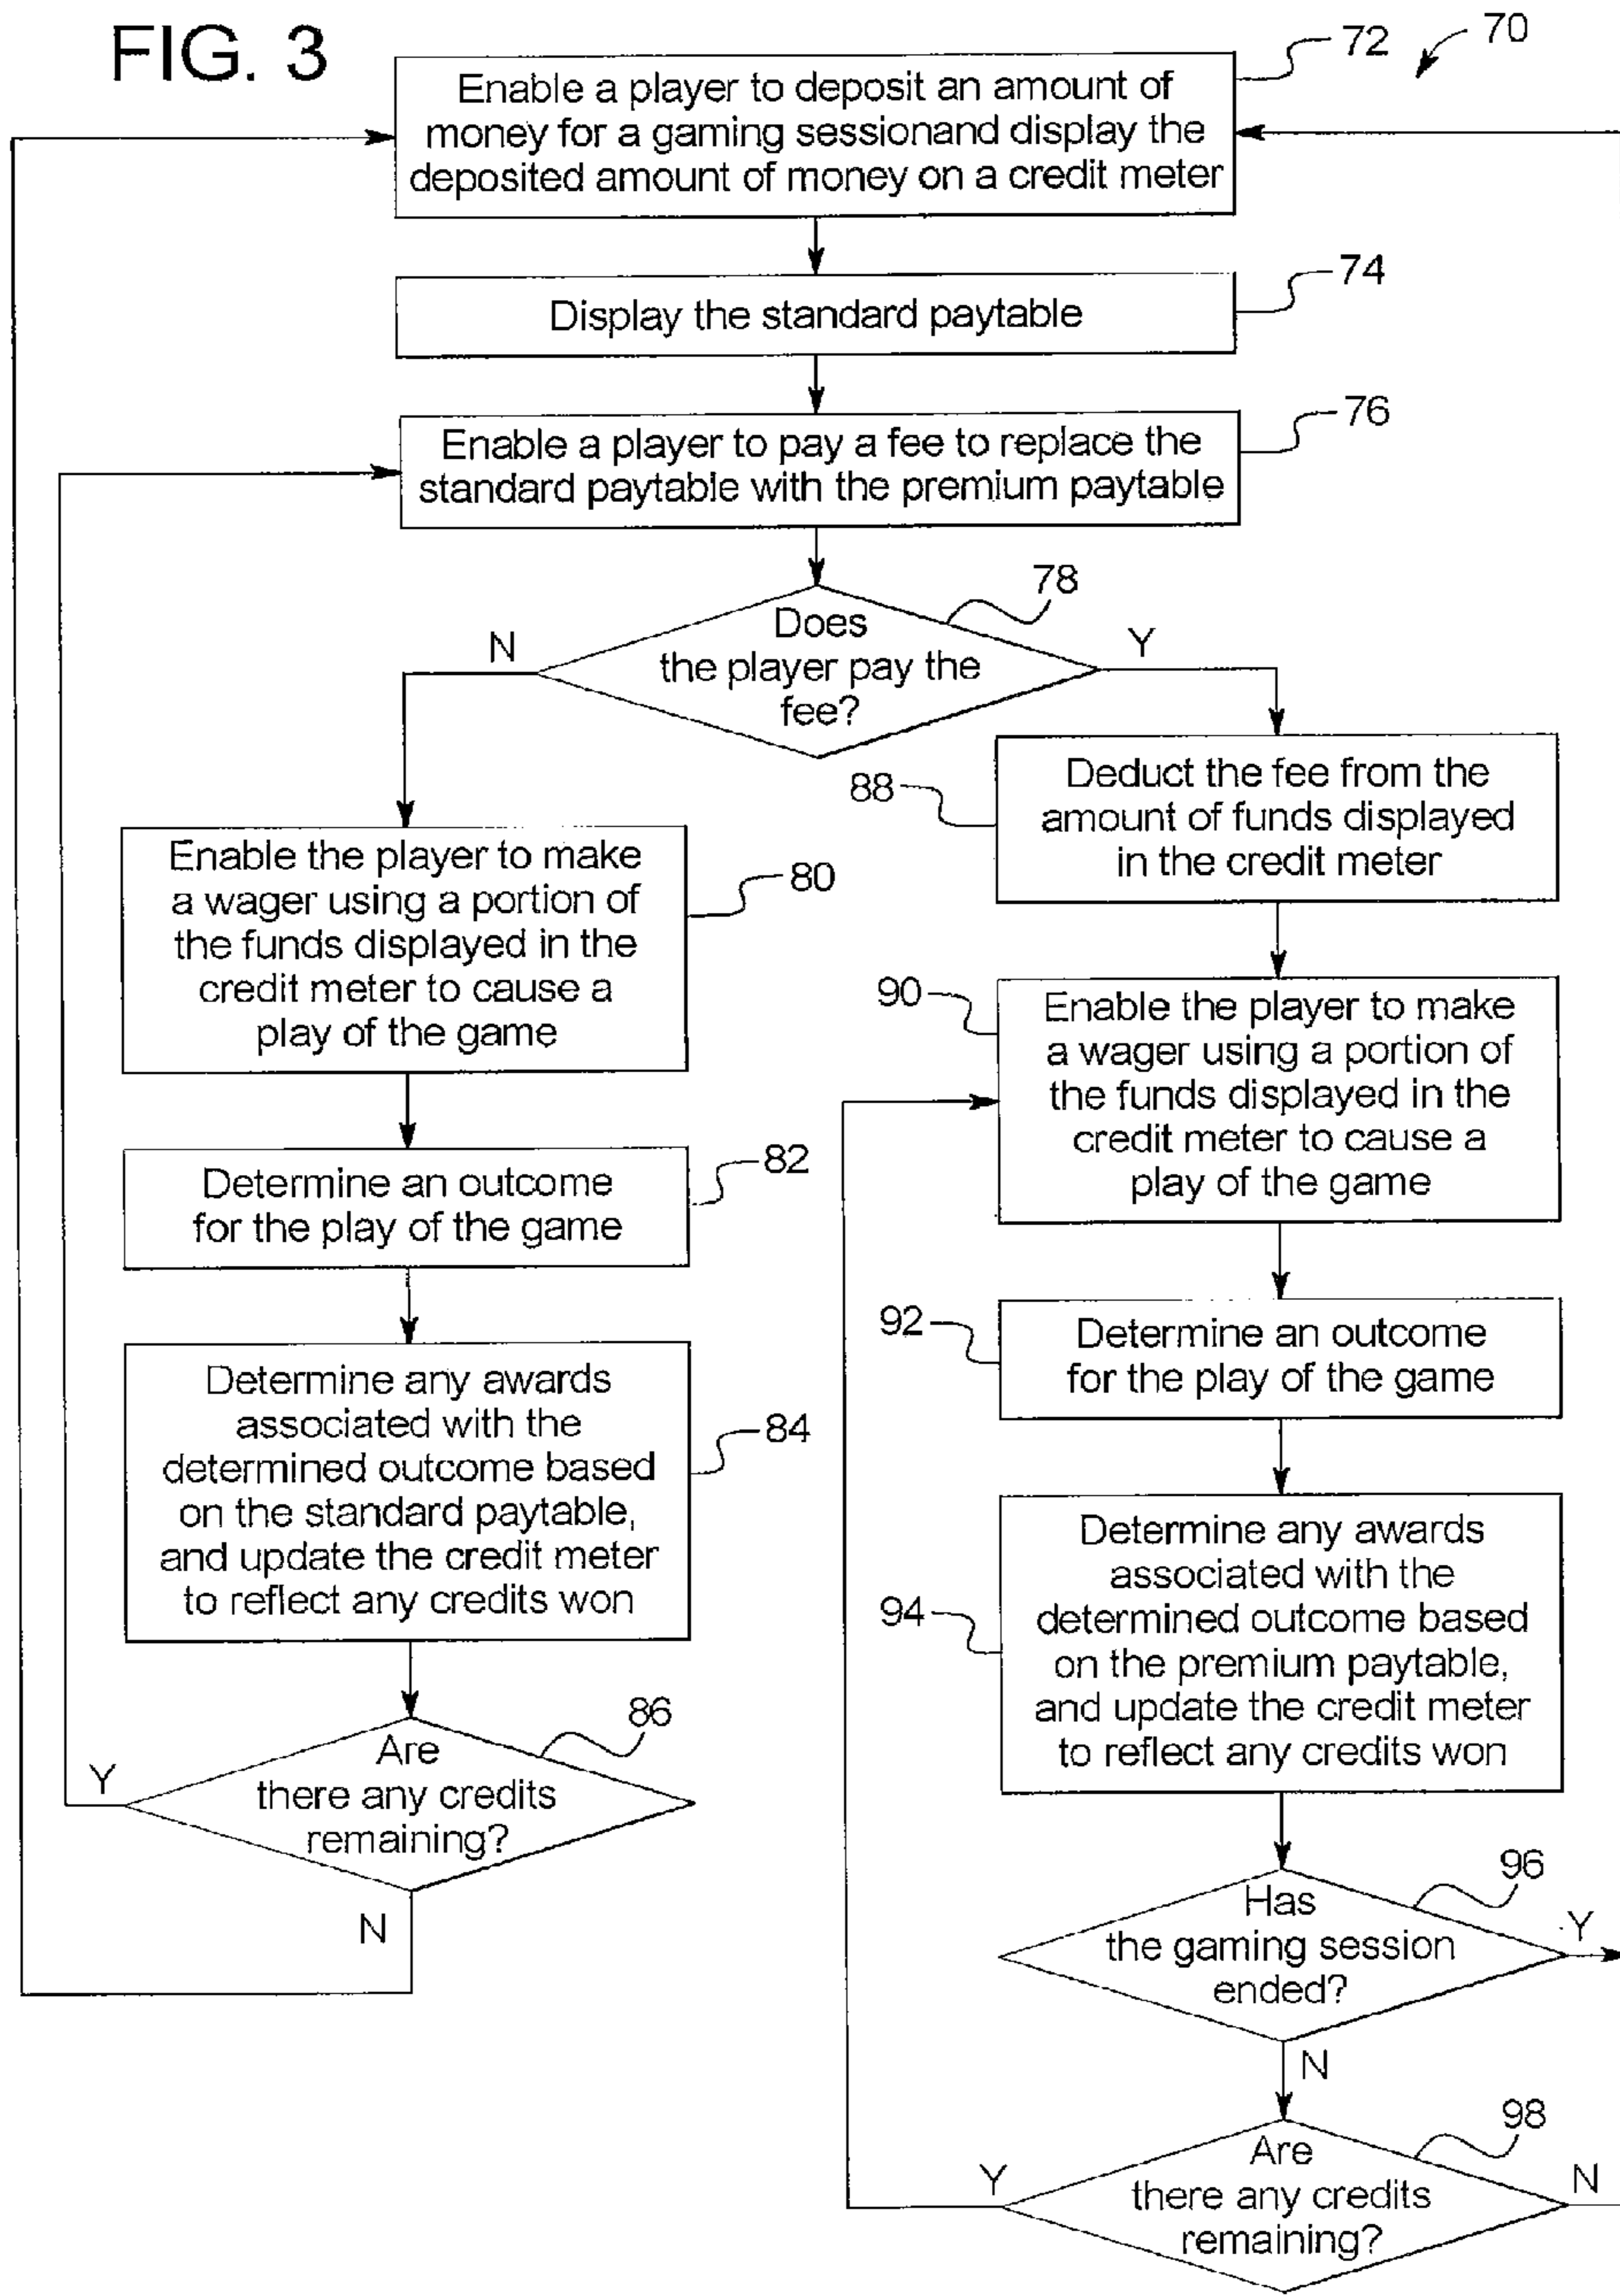 FIG. 3
70
72
Enable a player to deposit an amount of
money for a gaming sessionand display the
deposited amount of money on a credit meter
74
Display the standard paytable
76
Enable a player to pay a fee to replace the
standard paytable with the premium paytable
78
Does
the player pay the
fee?
N
Y
80
Enable the player to make
a wager using a portion of
the funds displayed in the
credit meter to cause a
play of the game
82
Determine an outcome
for the play of the game
84
Determine any awards
associated with the
determined outcome based
on the standard paytable,
and update the credit meter
to reflect any credits won
86
Are
there any credits
remaining?
Y
N
88
Deduct the fee from the
amount of funds displayed
in the credit meter
90
Enable the player to make
a wager using a portion of
the funds displayed in the
credit meter to cause a
play of the game
92
Determine an outcome
for the play of the game
94
Determine any awards
associated with the
determined outcome based
on the premium paytable,
and update the credit meter
to reflect any credits won
96
Has
the gaming session
ended?
Y
N
98
Are
there any credits
remaining?
Y
N